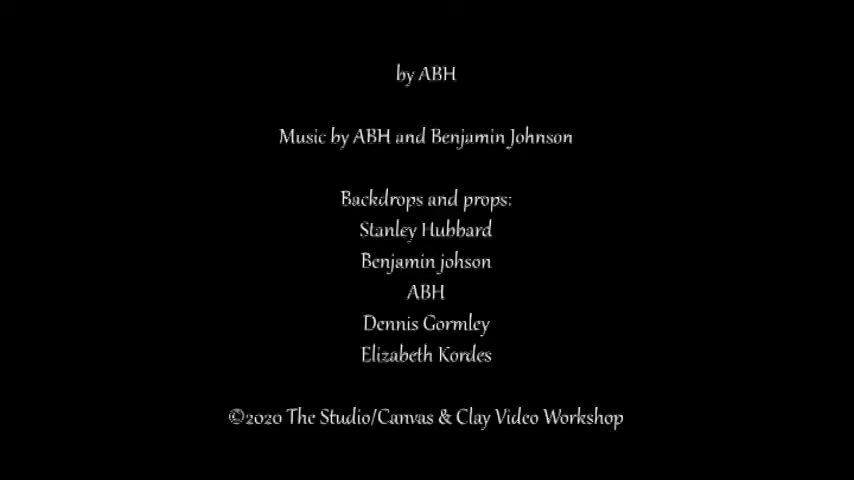 by ABH
Music by ABH and Benjamin Johnson
Backdrops and props:
Stanley Hubbard
Benjamin johson
ABH
Dennis Gormley
Elizabeth Kordes
©2020 The Studio/Canvas & Clay Video Workshop